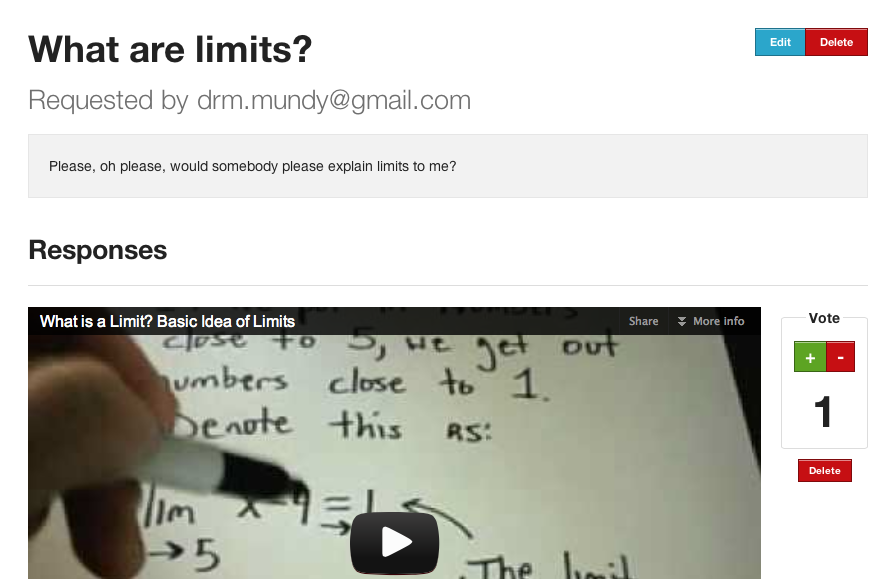 What are limits?
Edit Delete
Requested by drm.mundy@gmail.com
Please, oh please, would somebody please explain limits to me?
Responses
What is a Limit? Basic Idea of Limits
Share More info
Vote
close to 5, we get out
numbers close to 1.
Denote this as:
+ -
1
Delete
lim x-9 = 1
→ 5
The limit